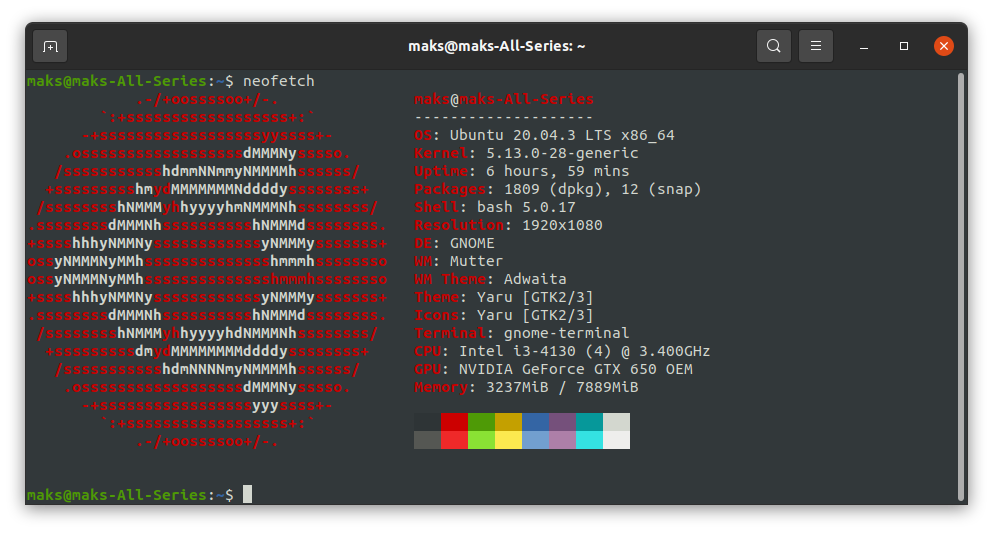 maks@maks-All-Series: ~
maks@maks-All-Series:~$ neofetch
            .-/+oossssoo+/-.               maks@maks-All-Series
        `:+ssssssssssssssssss+:`           --------------------
      -+ssssssssssssssssssyyssss+-         OS: Ubuntu 20.04.3 LTS x86_64
    .ossssssssssssssssssdMMMNysssso.       Kernel: 5.13.0-28-generic
   /ssssssssssshdmmNNmmyNMMMMhssssss/      Uptime: 6 hours, 59 mins
  +ssssssssshmydMMMMMMMNddddyssssssss+     Packages: 1809 (dpkg), 12 (snap)
 /sssssssshNMMMyhhyyyyhmNMMMNhssssssss/    Shell: bash 5.0.17
.ssssssssdMMMNhsssssssssshNMMMdssssssss.   Resolution: 1920x1080
+sssshhhyNMMNyssssssssssssyNMMMysssssss+   DE: GNOME
ossyNMMMNyMMhsssssssssssssshmmmhssssssso   WM: Mutter
ossyNMMMNyMMhsssssssssssssshmmmhssssssso   WM Theme: Adwaita
+sssshhhyNMMNyssssssssssssyNMMMysssssss+   Theme: Yaru [GTK2/3]
.ssssssssdMMMNhsssssssssshNMMMdssssssss.   Icons: Yaru [GTK2/3]
 /sssssssshNMMMyhhyyyyhdNMMMNhssssssss/    Terminal: gnome-terminal
  +sssssssssdmydMMMMMMMMddddyssssssss+     CPU: Intel i3-4130 (4) @ 3.400GHz
   /ssssssssssshdmNNNNmyNMMMMhssssss/      GPU: NVIDIA GeForce GTX 650 OEM
    .ossssssssssssssssssdMMMNysssso.       Memory: 3237MiB / 7889MiB
      -+sssssssssssssssssyyyssss+-
        `:+ssssssssssssssssss+:`
            .-/+oossssoo+/-.
maks@maks-All-Series:~$